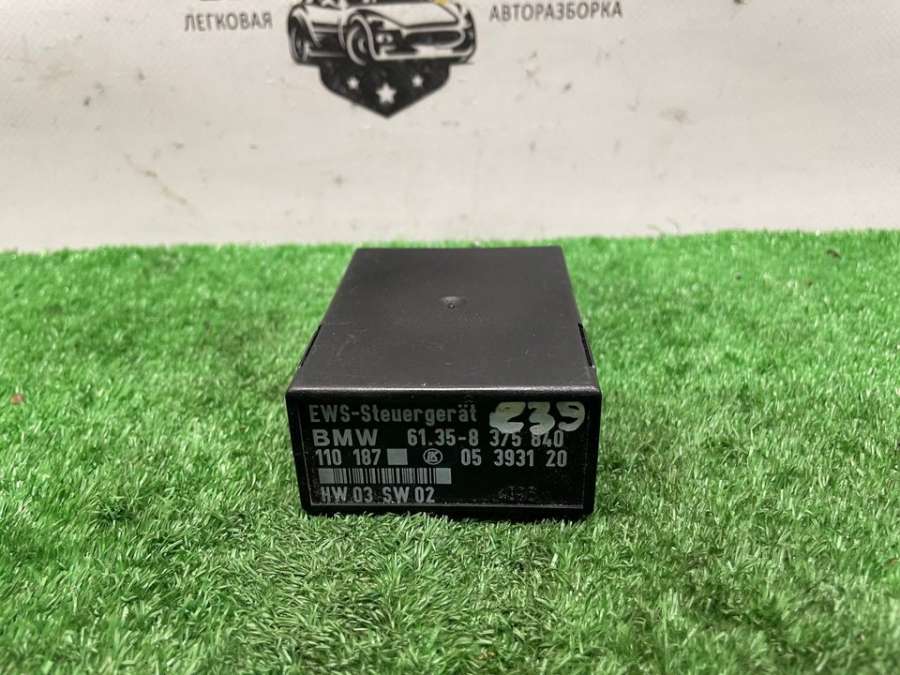 ЛЕГКОВАЯ АВТОРАЗБОРКА
EWS-Steuergerät E39
BMW 61.35-8 375 840
110 187 05 3931 20
HW 03 SW 02